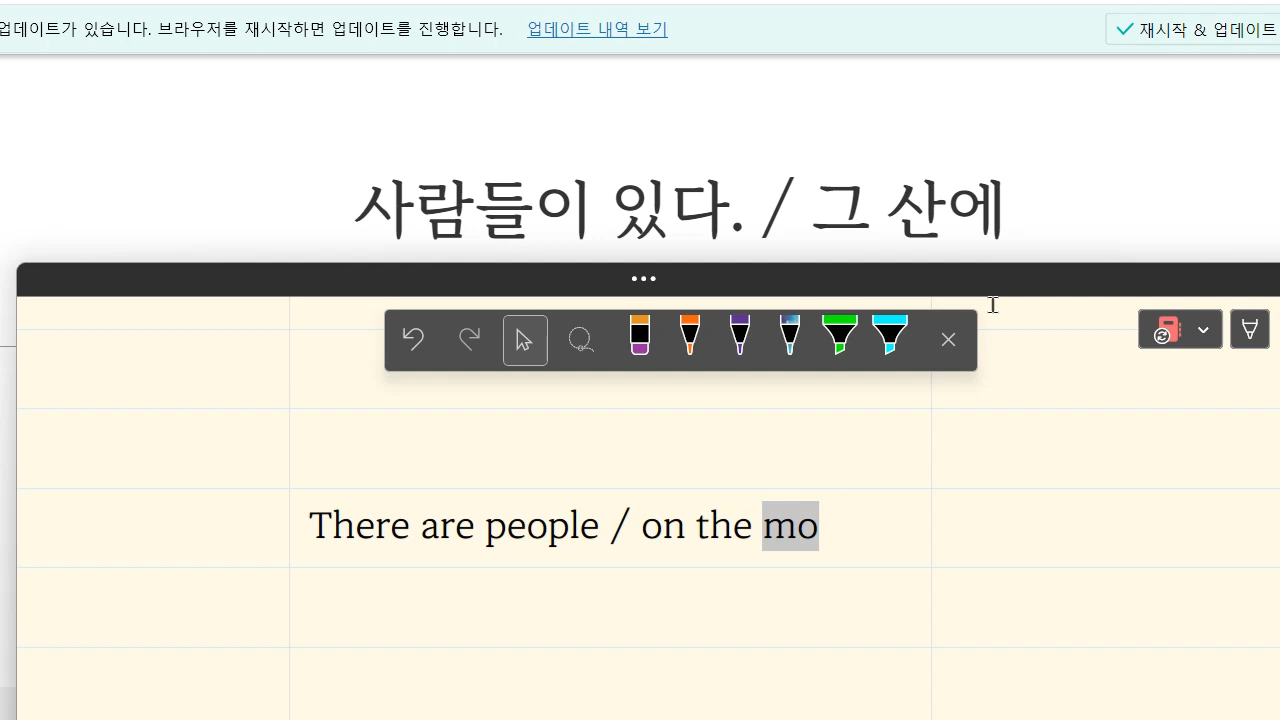 업데이트가 있습니다. 브라우저를 재시작하면 업데이트를 진행합니다. 업데이트 내역 보기 재시작 & 업데이트
사람들이 있다. / 그 산에
There are people / on the mo